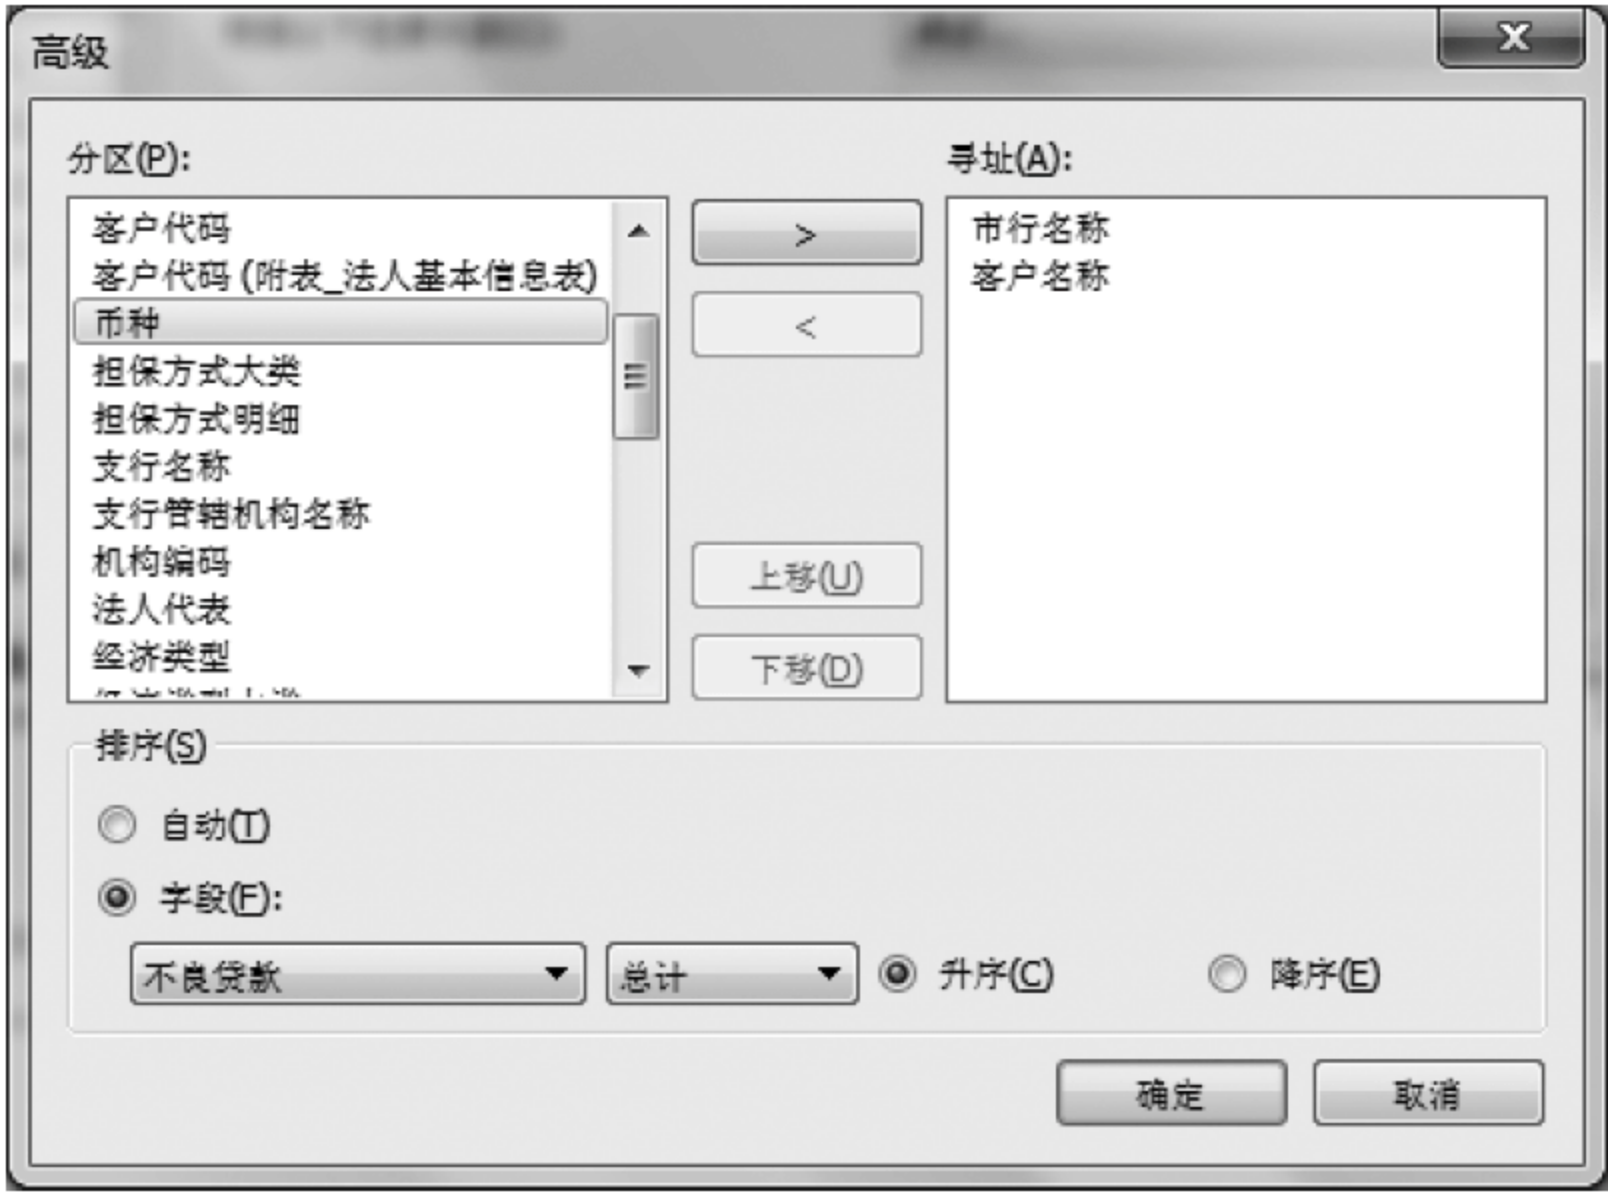 高级
分区(P):
寻址(A):
客户代码
客户代码 (附表_法人基本信息表)
币种
担保方式大类
担保方式明细
支行名称
支行管辖机构名称
机构编码
法人代表
经济类型
>
<
上移(U)
下移(D)
市行名称
客户名称
排序(S)
自动(T)
字段(F):
不良贷款
总计
升序(C)
降序(E)
确定
取消